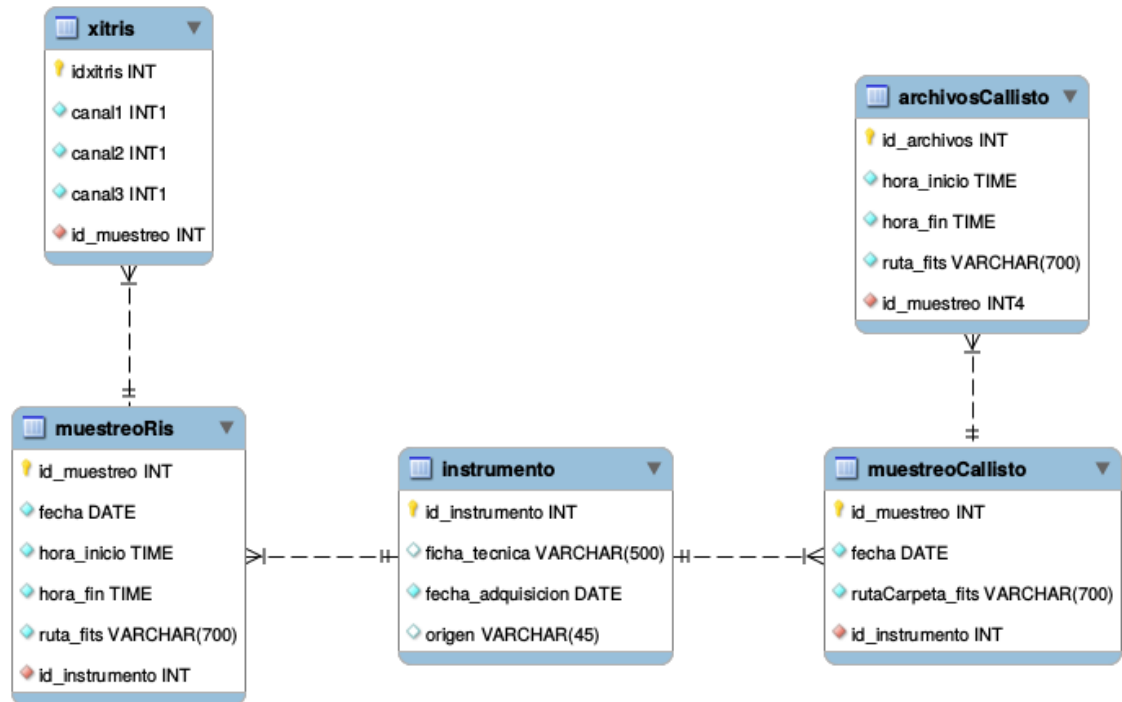 xitris
idxitris INT
canal1 INT1
canal2 INT1
canal3 INT1
id_muestreo INT
archivosCallisto
id_archivos INT
hora_inicio TIME
hora_fin TIME
ruta_fits VARCHAR(700)
id_muestreo INT4
muestreoRis
id_muestreo INT
fecha DATE
hora_inicio TIME
hora_fin TIME
ruta_fits VARCHAR(700)
id_instrumento INT
instrumento
id_instrumento INT
ficha_tecnica VARCHAR(500)
fecha_adquisicion DATE
origen VARCHAR(45)
muestreoCallisto
id_muestreo INT
fecha DATE
rutaCarpeta_fits VARCHAR(700)
id_instrumento INT